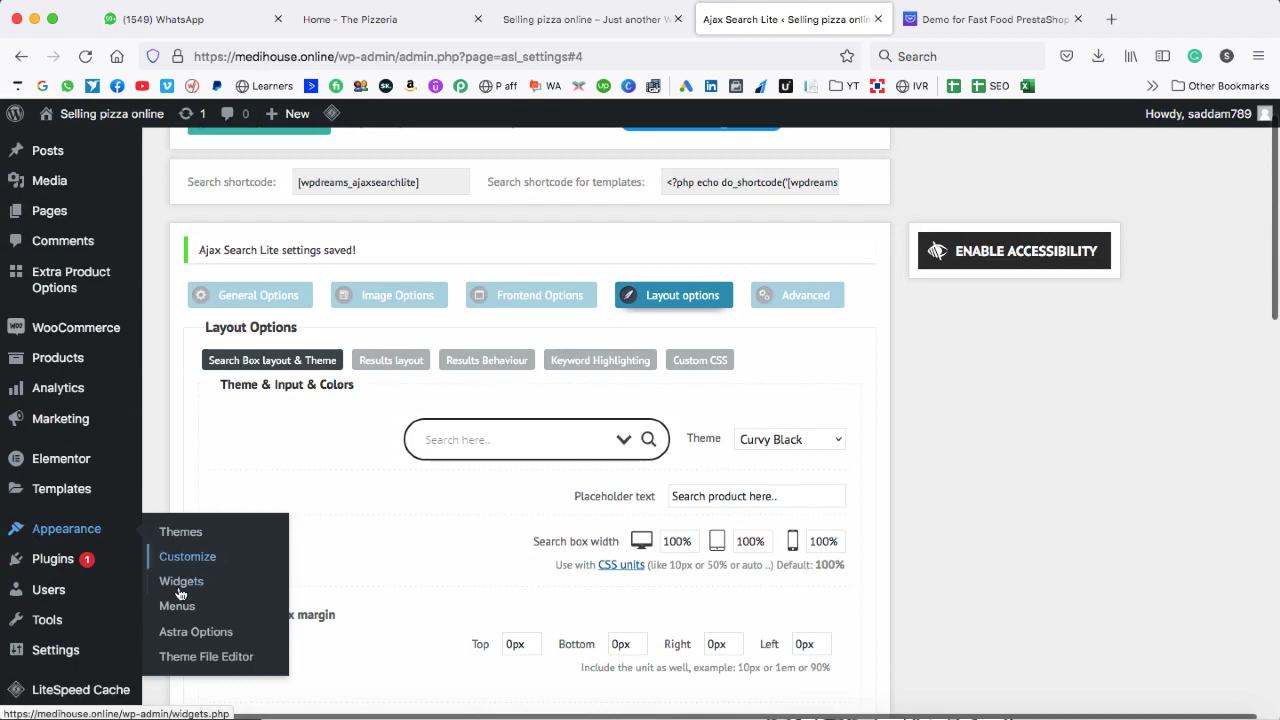 (1549) WhatsApp
Home - The Pizzeria
Selling pizza online – Just another W
Ajax Search Lite ‹ Selling pizza onlin
Demo for Fast Food PrestaShop
https://medihouse.online/wp-admin/admin.php?page=asl_settings#4
Search
Learners
P aff
WA
YT
IVR
SEO
Other Bookmarks
Selling pizza online
1
0
New
Howdy, saddam789
Posts
Media
Pages
Comments
Extra Product
Options
WooCommerce
Products
Analytics
Marketing
Elementor
Templates
Appearance
Plugins 1
Users
Tools
Settings
LiteSpeed Cache
Themes
Customize
Widgets
Menus
Astra Options
Theme File Editor
Search shortcode:
[wpdreams_ajaxsearchlite]
Search shortcode for templates:
<?php echo do_shortcode('[wpdreams
Ajax Search Lite settings saved!
ENABLE ACCESSIBILITY
General Options
Image Options
Frontend Options
Layout options
Advanced
Layout Options
Search Box layout & Theme
Results layout
Results Behaviour
Keyword Highlighting
Custom CSS
Theme & Input & Colors
Search here..
Theme
Curvy Black
Placeholder text
Search product here..
Search box width
100%
100%
100%
Use with CSS units (like 10px or 50% or auto ..) Default: 100%
margin
Top 0px Bottom 0px Right 0px Left 0px
Include the unit as well, example: 10px or 1em or 90%
https://medihouse.online/wp-admin/widgets.php